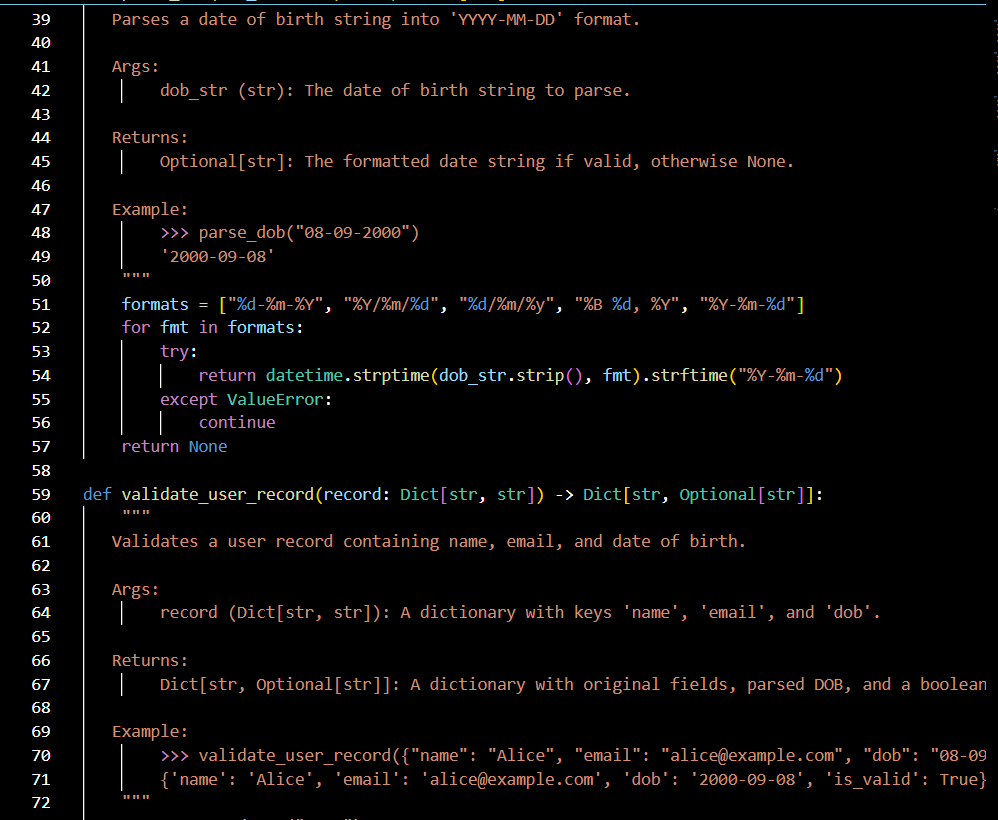 39 Parses a date of birth string into 'YYYY-MM-DD' format.
40
41 Args:
42 dob_str (str): The date of birth string to parse.
43
44 Returns:
45 Optional[str]: The formatted date string if valid, otherwise None.
46
47 Example:
48 >>> parse_dob("08-09-2000")
49 '2000-09-08'
50 """
51 formats = ["%d-%m-%Y", "%Y/%m/%d", "%d/%m/%y", "%B %d, %Y", "%Y-%m-%d"]
52 for fmt in formats:
53 try:
54 return datetime.strptime(dob_str.strip(), fmt).strftime("%Y-%m-%d")
55 except ValueError:
56 continue
57 return None
58
59 def validate_user_record(record: Dict[str, str]) -> Dict[str, Optional[str]]:
60 """
61 Validates a user record containing name, email, and date of birth.
62
63 Args:
64 record (Dict[str, str]): A dictionary with keys 'name', 'email', and 'dob'.
65
66 Returns:
67 Dict[str, Optional[str]]: A dictionary with original fields, parsed DOB, and a boolean
68
69 Example:
70 >>> validate_user_record({"name": "Alice", "email": "alice@example.com", "dob": "08-09
71 {'name': 'Alice', 'email': 'alice@example.com', 'dob': '2000-09-08', 'is_valid': True}
72 """